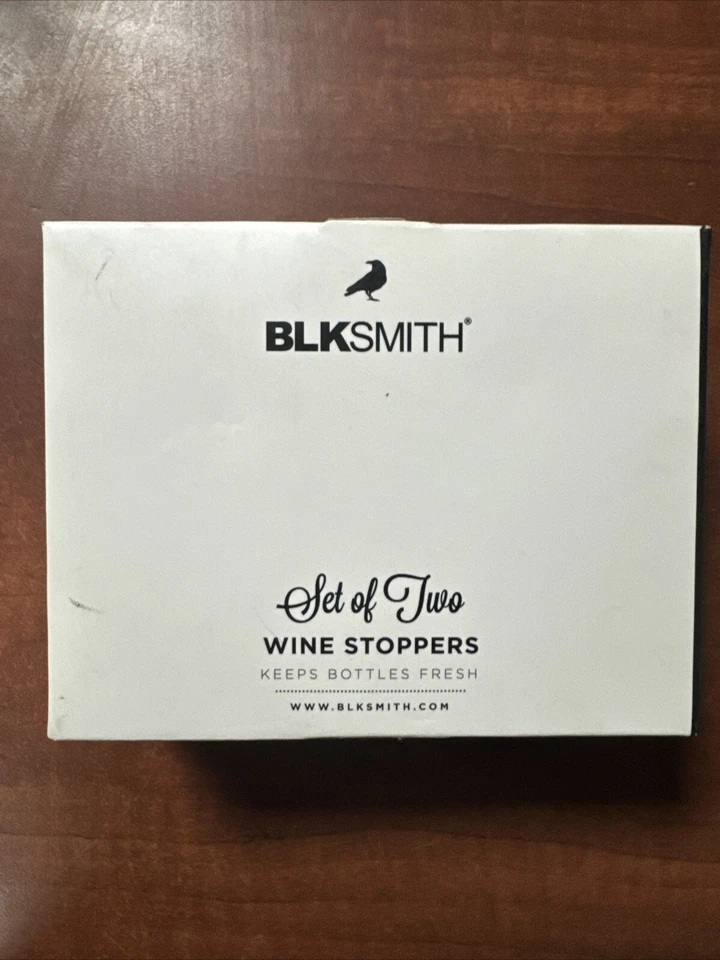 BLKSMITH®
Set of Two
WINE STOPPERS
KEEPS BOTTLES FRESH
WWW.BLKSMITH.COM